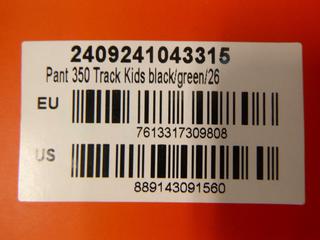 2409241043315
Pant 350 Track Kids black/green/26
EU
7613317309808
US
889143091560